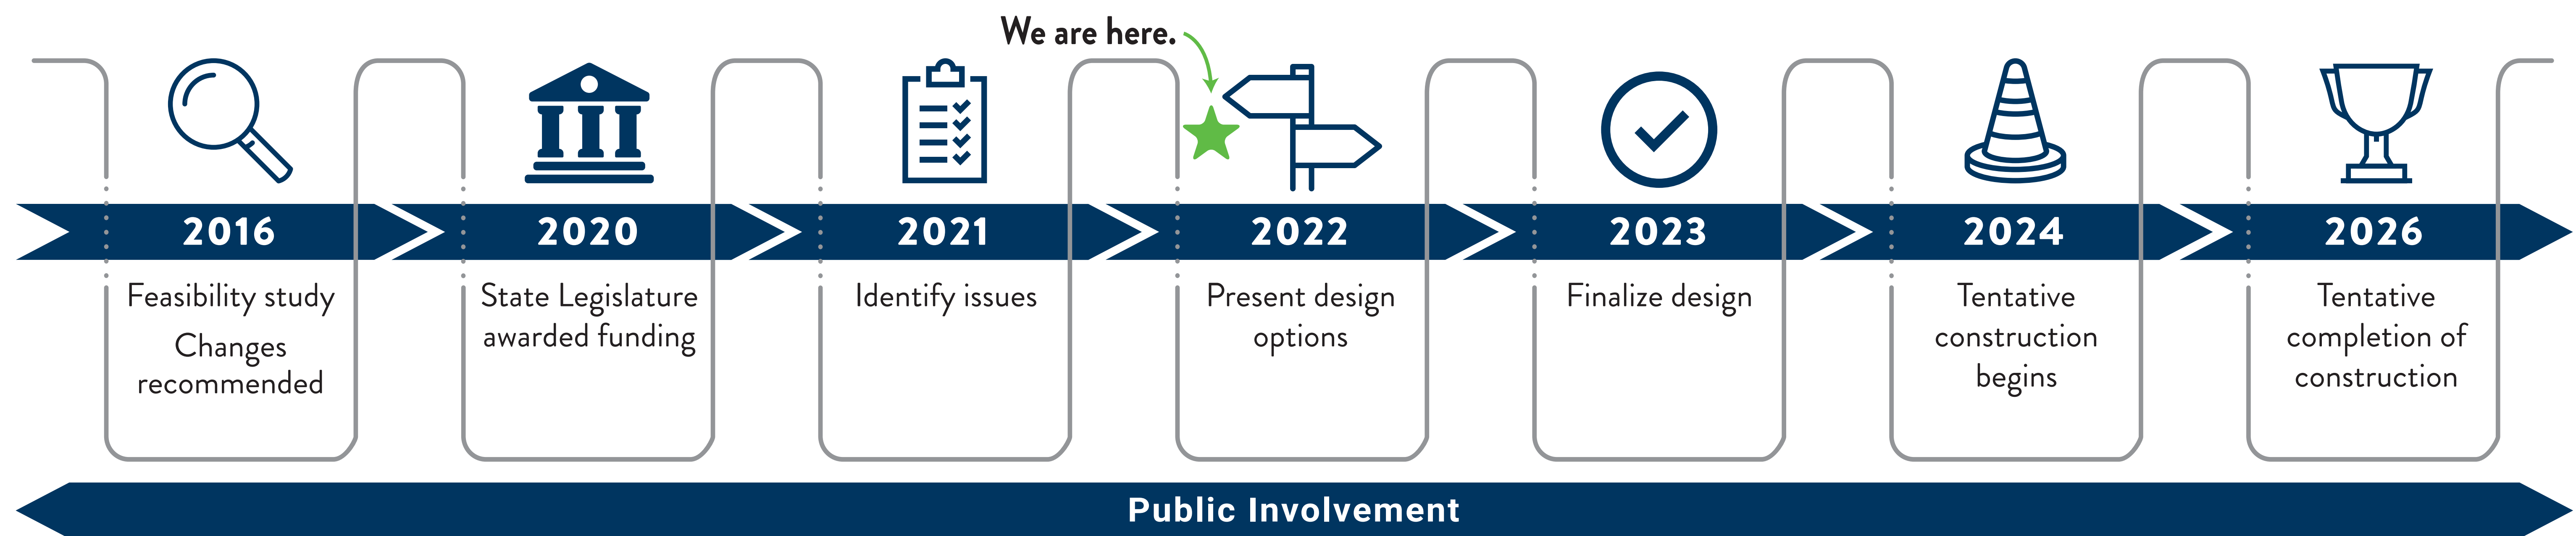 We are here.
2016
Feasibility study
Changes
recommended
2020
State Legislature
awarded funding
2021
Identify issues
2022
Present design
options
2023
Finalize design
2024
Tentative
construction
begins
2026
Tentative
completion of
construction
Public Involvement